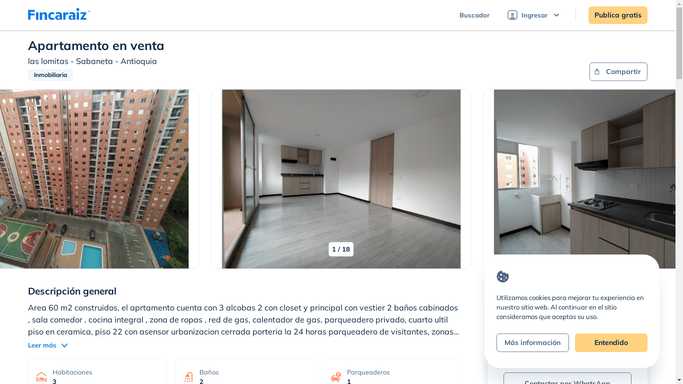 Fincaraiz
Buscador
Ingresar
Publica gratis
Apartamento en venta
las lomitas - Sabaneta - Antioquia
Inmobiliaria
Compartir
1 / 18
Descripción general
Area 60 m2 construidos, el aprtamento cuenta con 3 alcobas 2 con closet y principal con vestier 2 baños cabinados
, sala comedor , cocina integral , zona de ropas . red de gas, calentador de gas. parqueadero privado, cuarto ultil
piso en ceramica, piso 22 con asensor urbanizacion cerrada porteria la 24 horas parqueadero de visitantes, zonas...
Leer más
Habitaciones
3
Baños
2
Parqueaderos
1
Utilizamos cookies para mejorar tu experiencia en
nuestro sitio web. Al continuar en el sitio
consideramos que aceptas su uso.
Más información
Entendido
Contactar por WhatsApp